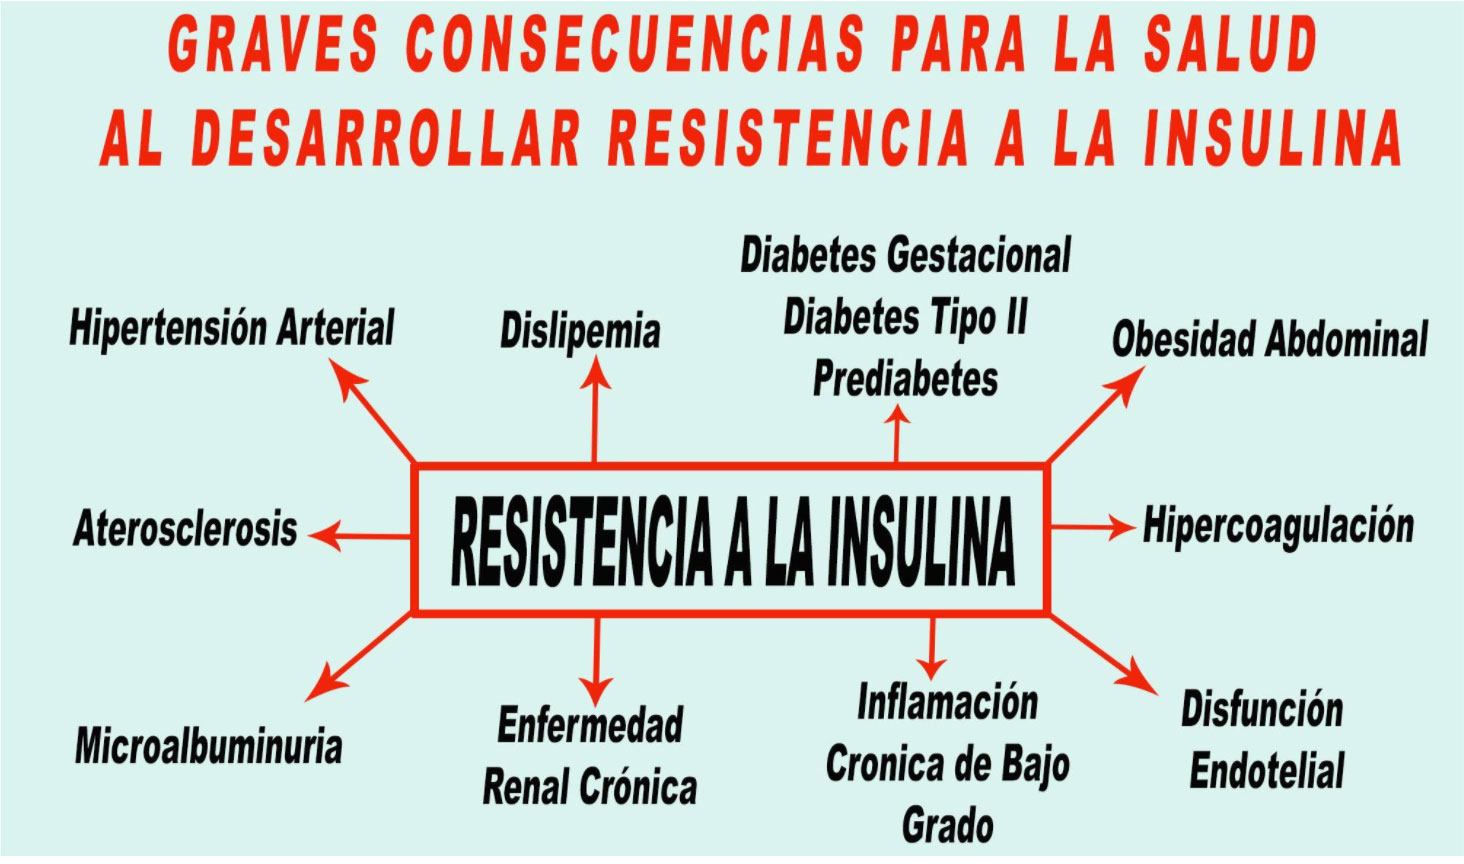 GRAVES CONSECUENCIAS PARA LA SALUD
AL DESARROLLAR RESISTENCIA A LA INSULINA
Hipertensión Arterial
Dislipemia
Diabetes Gestacional
Diabetes Tipo II
Prediabetes
Obesidad Abdominal
Aterosclerosis
RESISTENCIA A LA INSULINA
Hipercoagulación
Microalbuminuria
Enfermedad
Renal Crónica
Inflamación
Cronica de Bajo
Grado
Disfunción
Endotelial